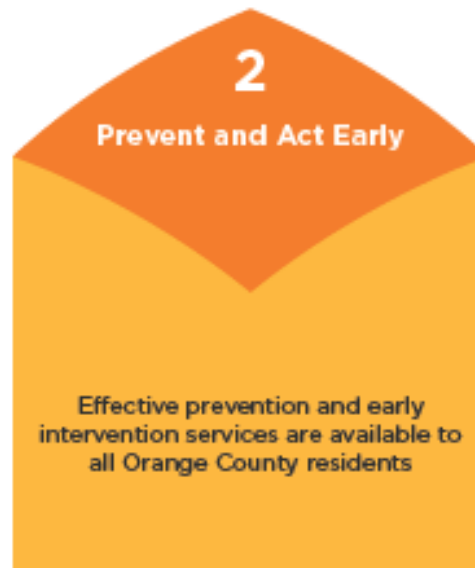 2
Prevent and Act Early
Effective prevention and early
intervention services are available to
all Orange County residents